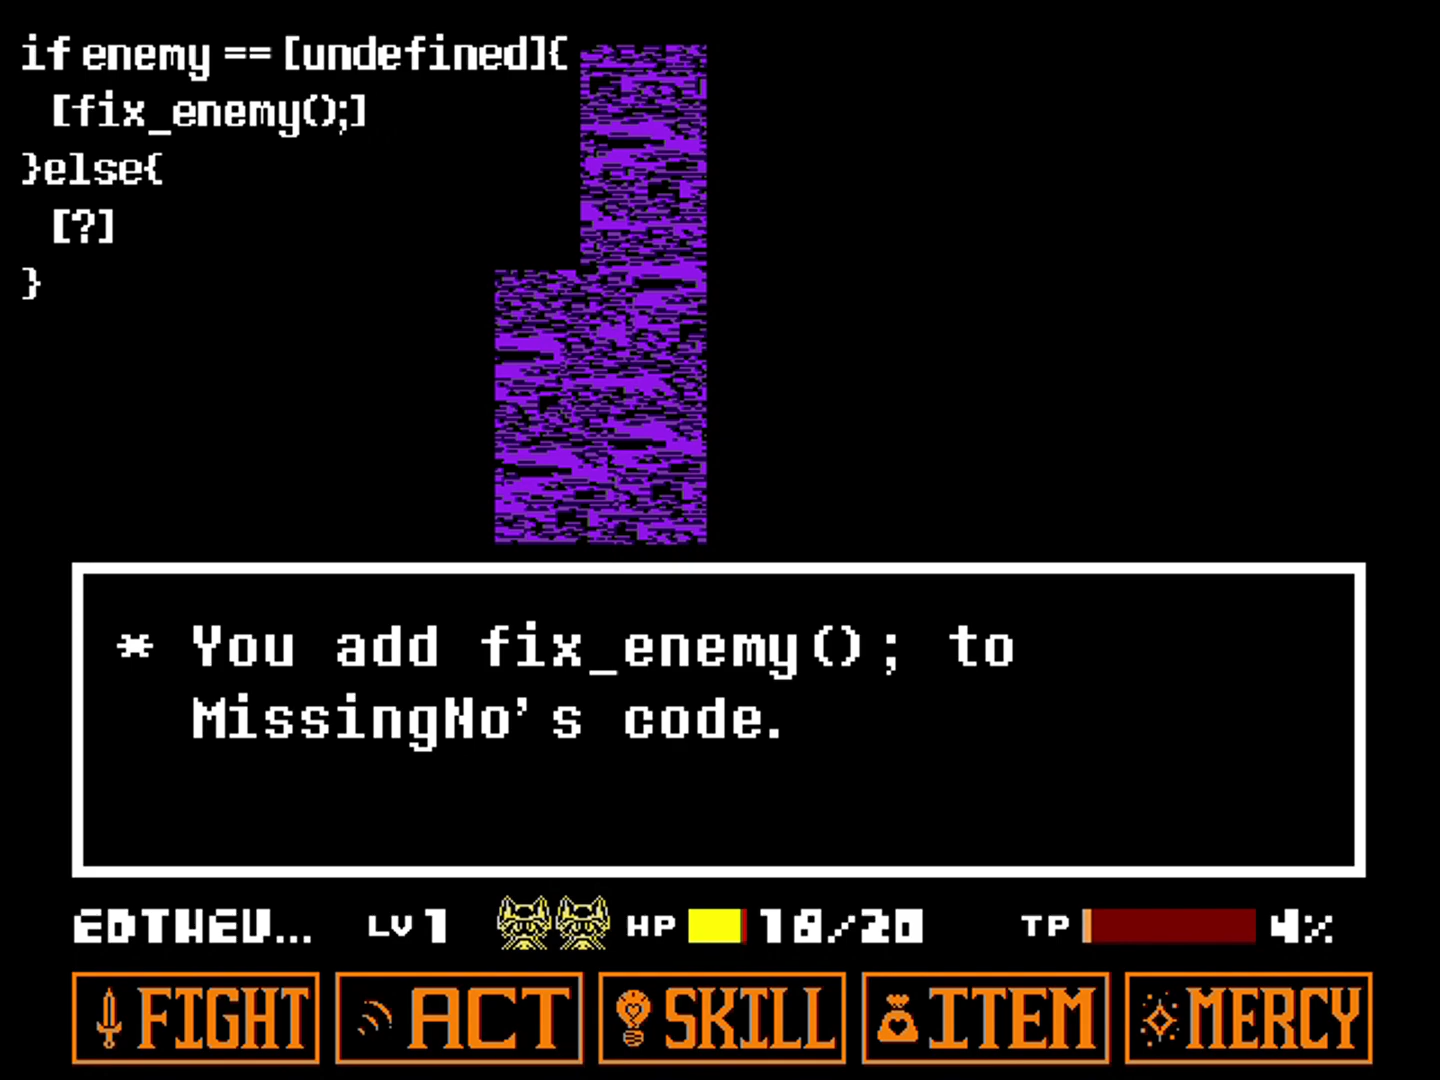 if enemy == [undefined]{
[fix_enemy();]
}else{
[?]
}
* You add fix_enemy(); to
MissingNo's code.
EDTHEU... LV 1 HP 18/20 TP 4%
FIGHT ACT SKILL ITEM MERCY